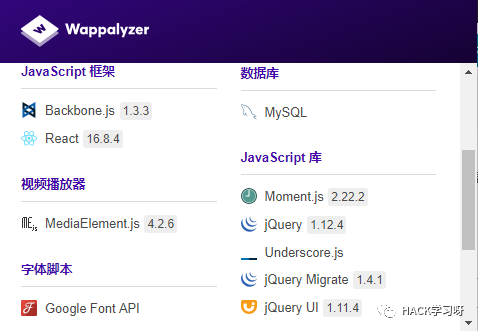 Wappalyzer
JavaScript 框架
Backbone.js 1.3.3
React 16.8.4
视频播放器
MediaElement.js 4.2.6
字体脚本
Google Font API
数据库
MySQL
JavaScript 库
Moment.js 2.22.2
jQuery 1.12.4
Underscore.js
jQuery Migrate 1.4.1
jQuery UI 1.11.4
HACK学习呀